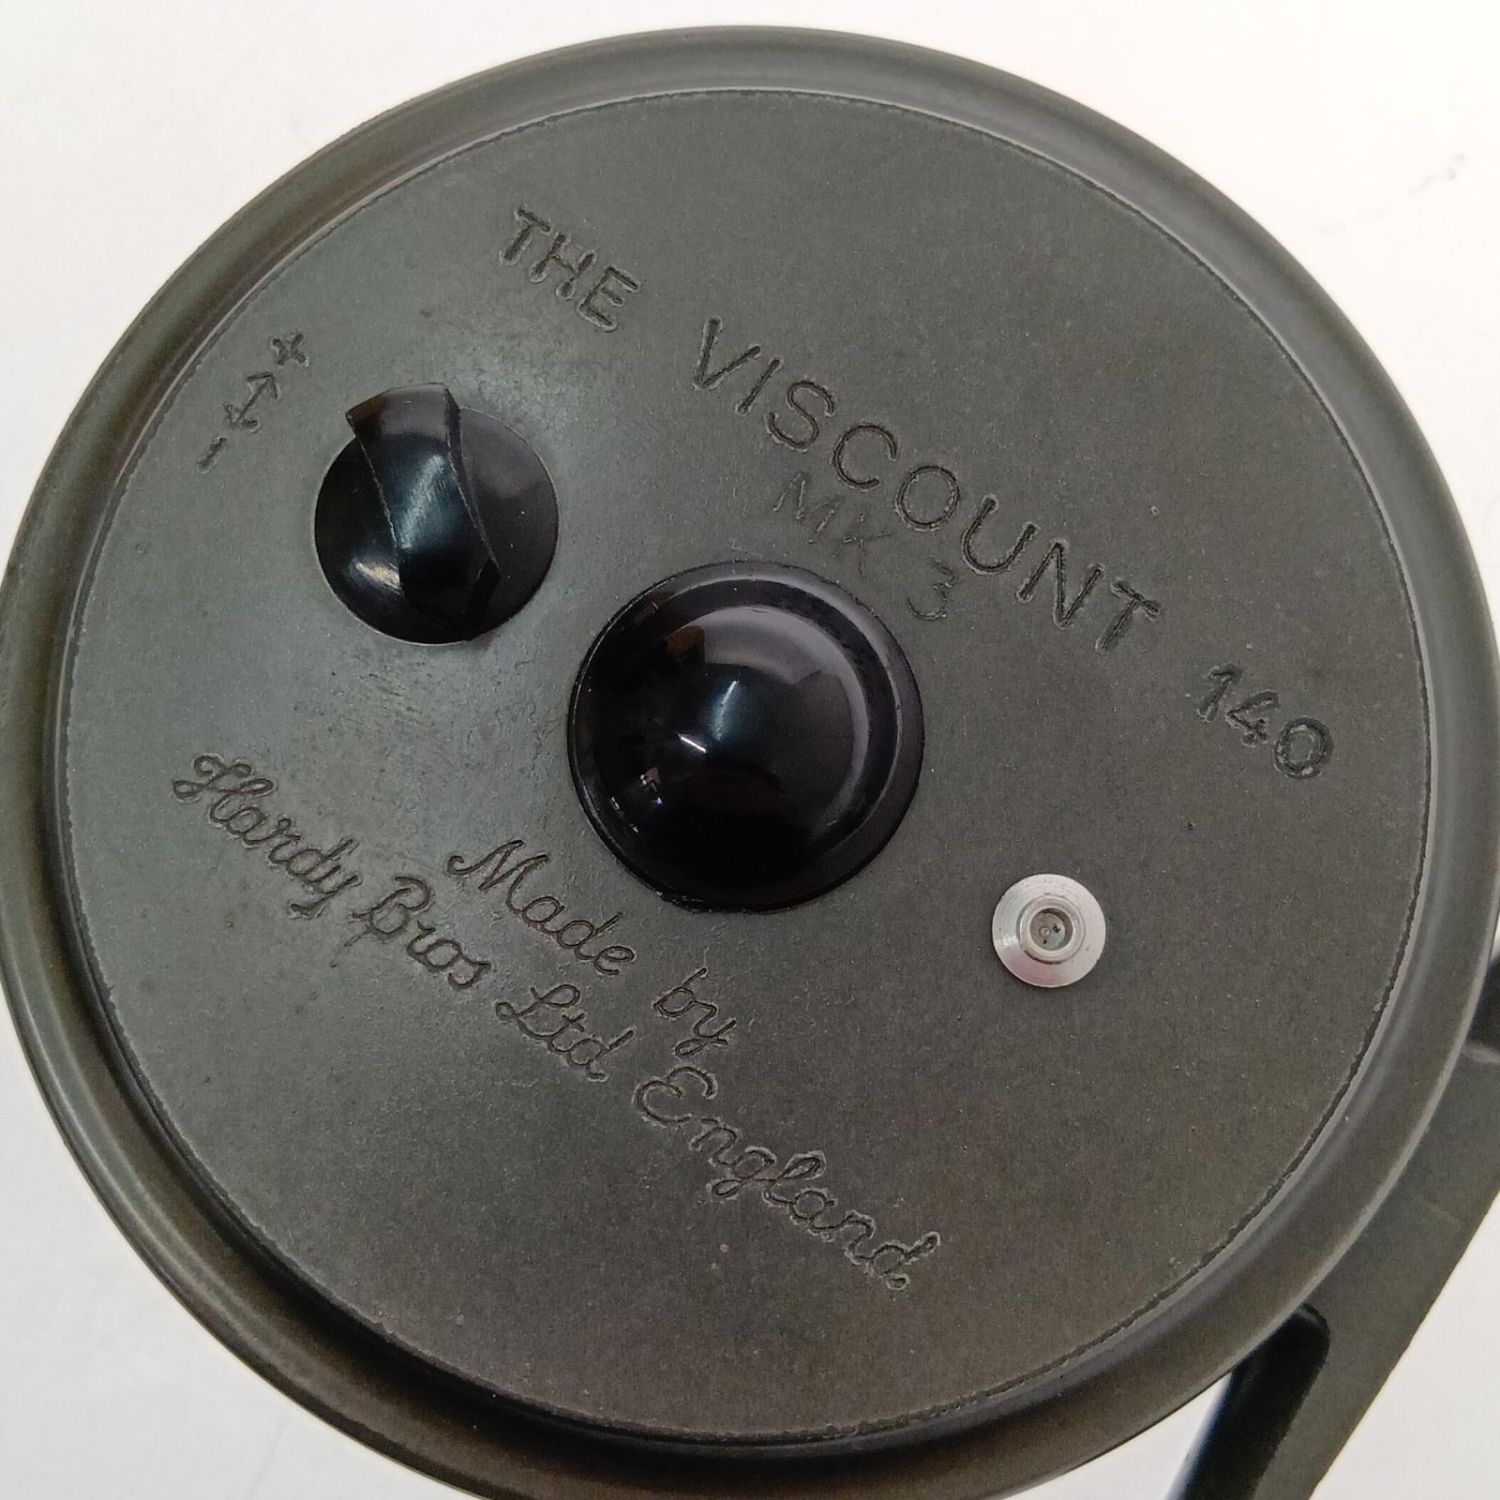 THE VISCOUNT 140
MK 3
+
-
Made by
Hardy Bros Ltd England.